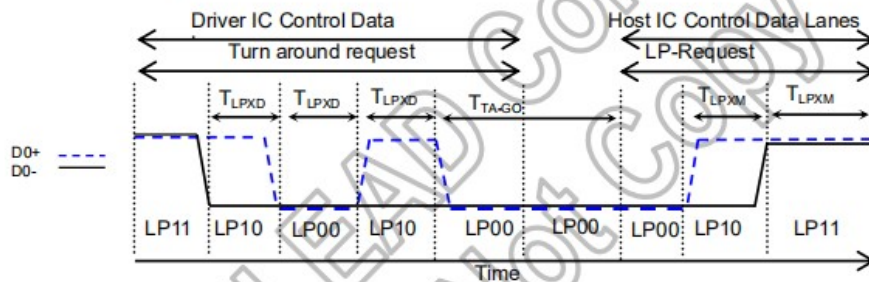 Driver IC Control Data
Host IC Control Data Lanes
Turn around request
LP-Request
TLPXD
TLPXD
TLPXD
TTA-GO
TLPXM
TLPXM
D0+
D0-
LP11
LP10
LP00
LP10
LP00
LP00
LP00
LP10
LP11
Time